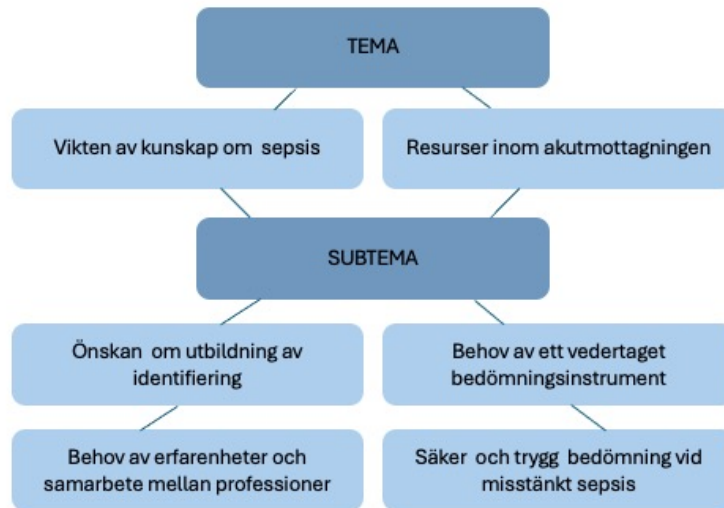 TEMA
Vikten av kunskap om sepsis
Resurser inom akutmottagningen
SUBTEMA
Önskan om utbildning av
identifiering
Behov av ett vedertaget
bedömningsinstrument
Behov av erfarenheter och
samarbete mellan professioner
Säker och trygg bedömning vid
misstänkt sepsis